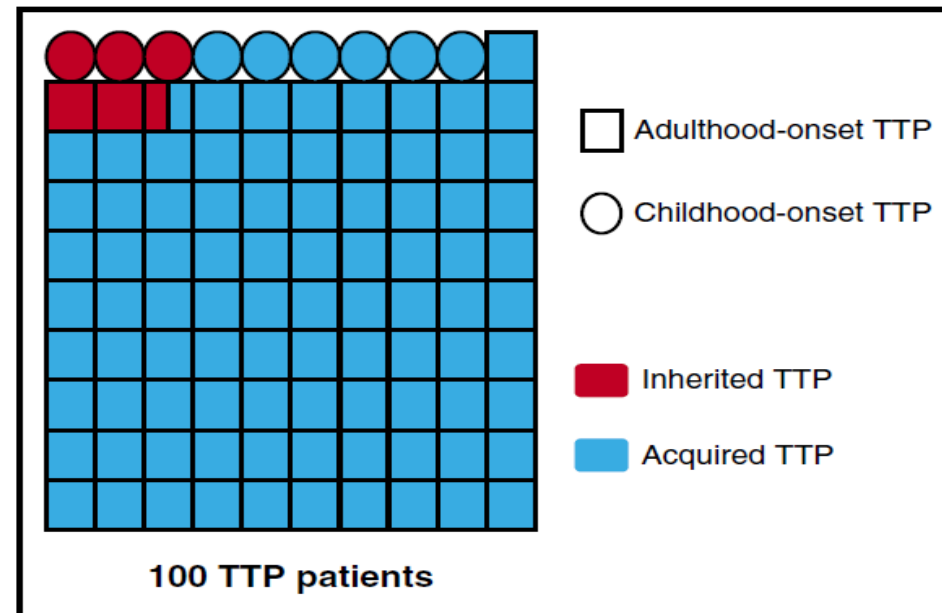 Adulthood-onset TTP
Childhood-onset TTP
Inherited TTP
Acquired TTP
100 TTP patients